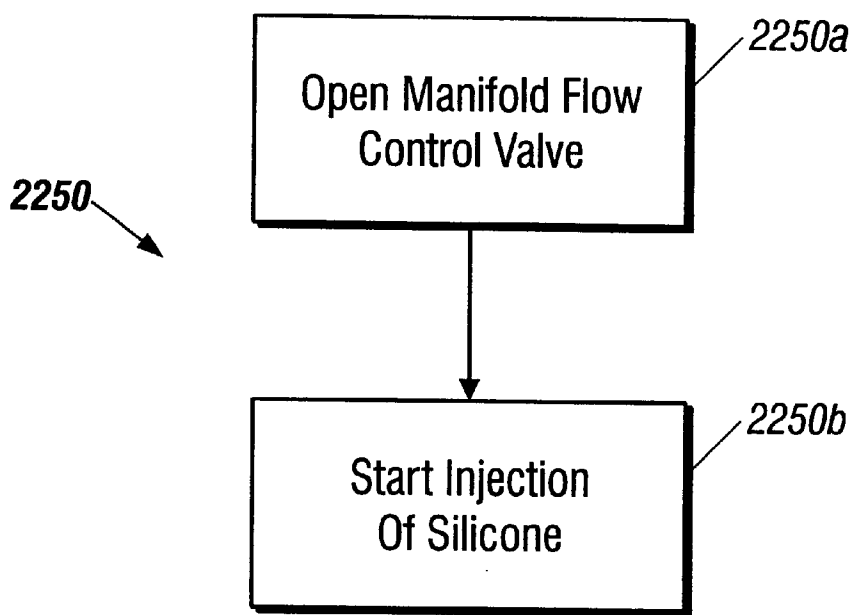 2250a
Open Manifold Flow
Control Valve
2250
2250b
Start Injection
Of Silicone